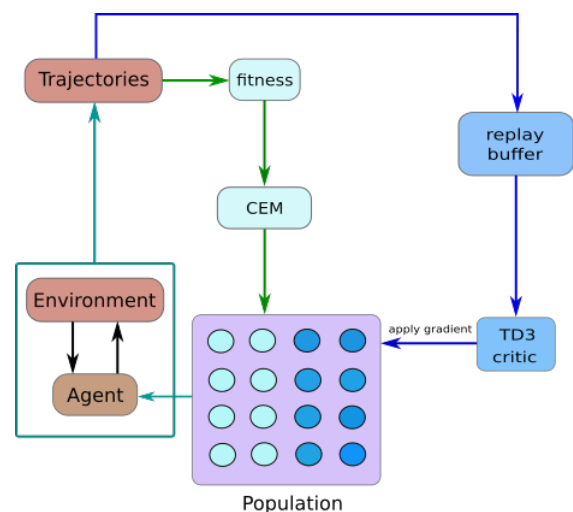 Trajectories
fitness
replay
buffer
CEM
Environment
apply gradient
TD3
critic
Agent
Population